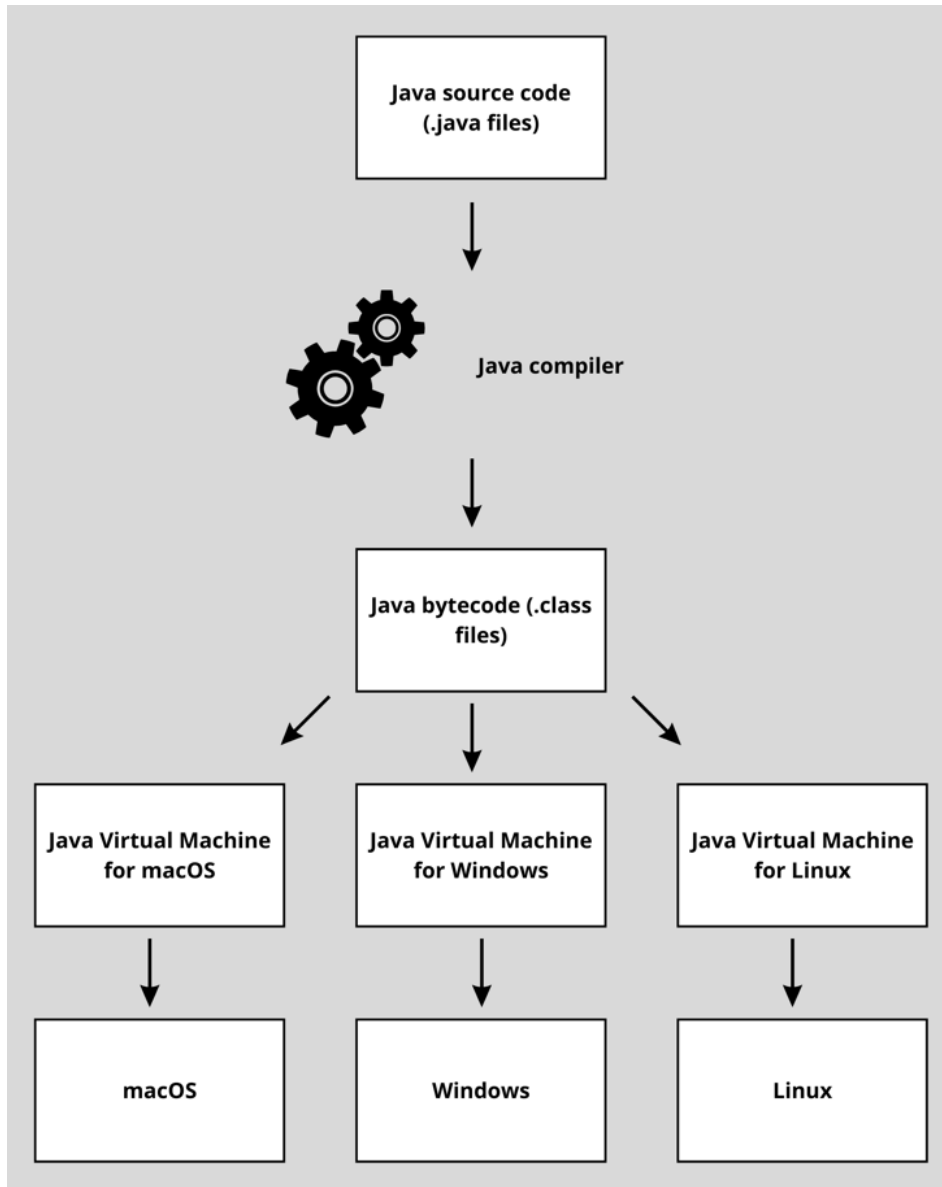 Java source code
(.java files)
Java compiler
Java bytecode (.class
files)
Java Virtual Machine
for macOS
Java Virtual Machine
for Windows
Java Virtual Machine
for Linux
macOS
Windows
Linux